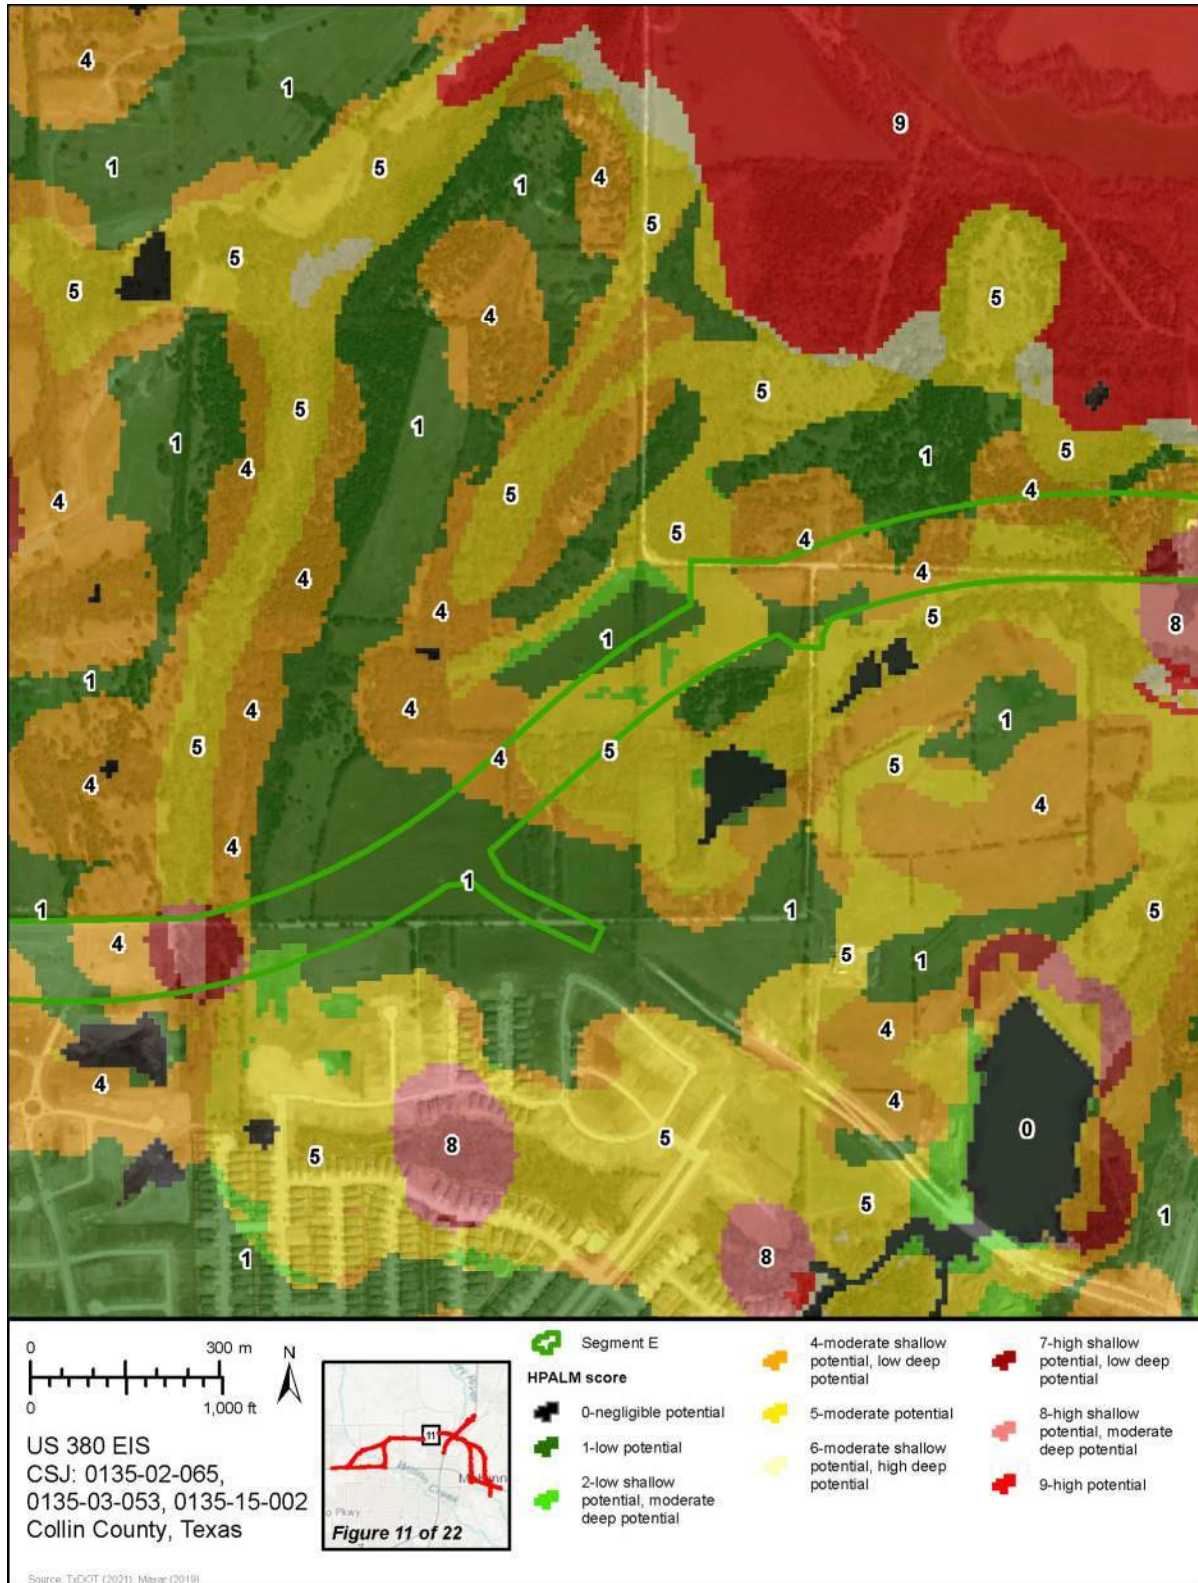 4
1
9
5
1
1
4
5
5
5
5
4
5
1
5
4
1
1
4
5
4
5
4
5
4
4
4
4
5
8
1
1
4
4
1
5
4
5
5
4
4
4
1
1
1
5
4
5
1
4
4
4
5
5
8
0
5
1
1
8
0 300 m
0 1,000 ft
N
US 380 EIS
CSJ: 0135-02-065,
0135-03-053, 0135-15-002
Collin County, Texas
Source: TxDOT (2021), Maxar (2019)
11
Figure 11 of 22
Segment E
HPALM score
0-negligible potential
1-low potential
2-low shallow
potential, moderate
deep potential
4-moderate shallow
potential, low deep
potential
5-moderate potential
6-moderate shallow
potential, high deep
potential
7-high shallow
potential, low deep
potential
8-high shallow
potential, moderate
deep potential
9-high potential